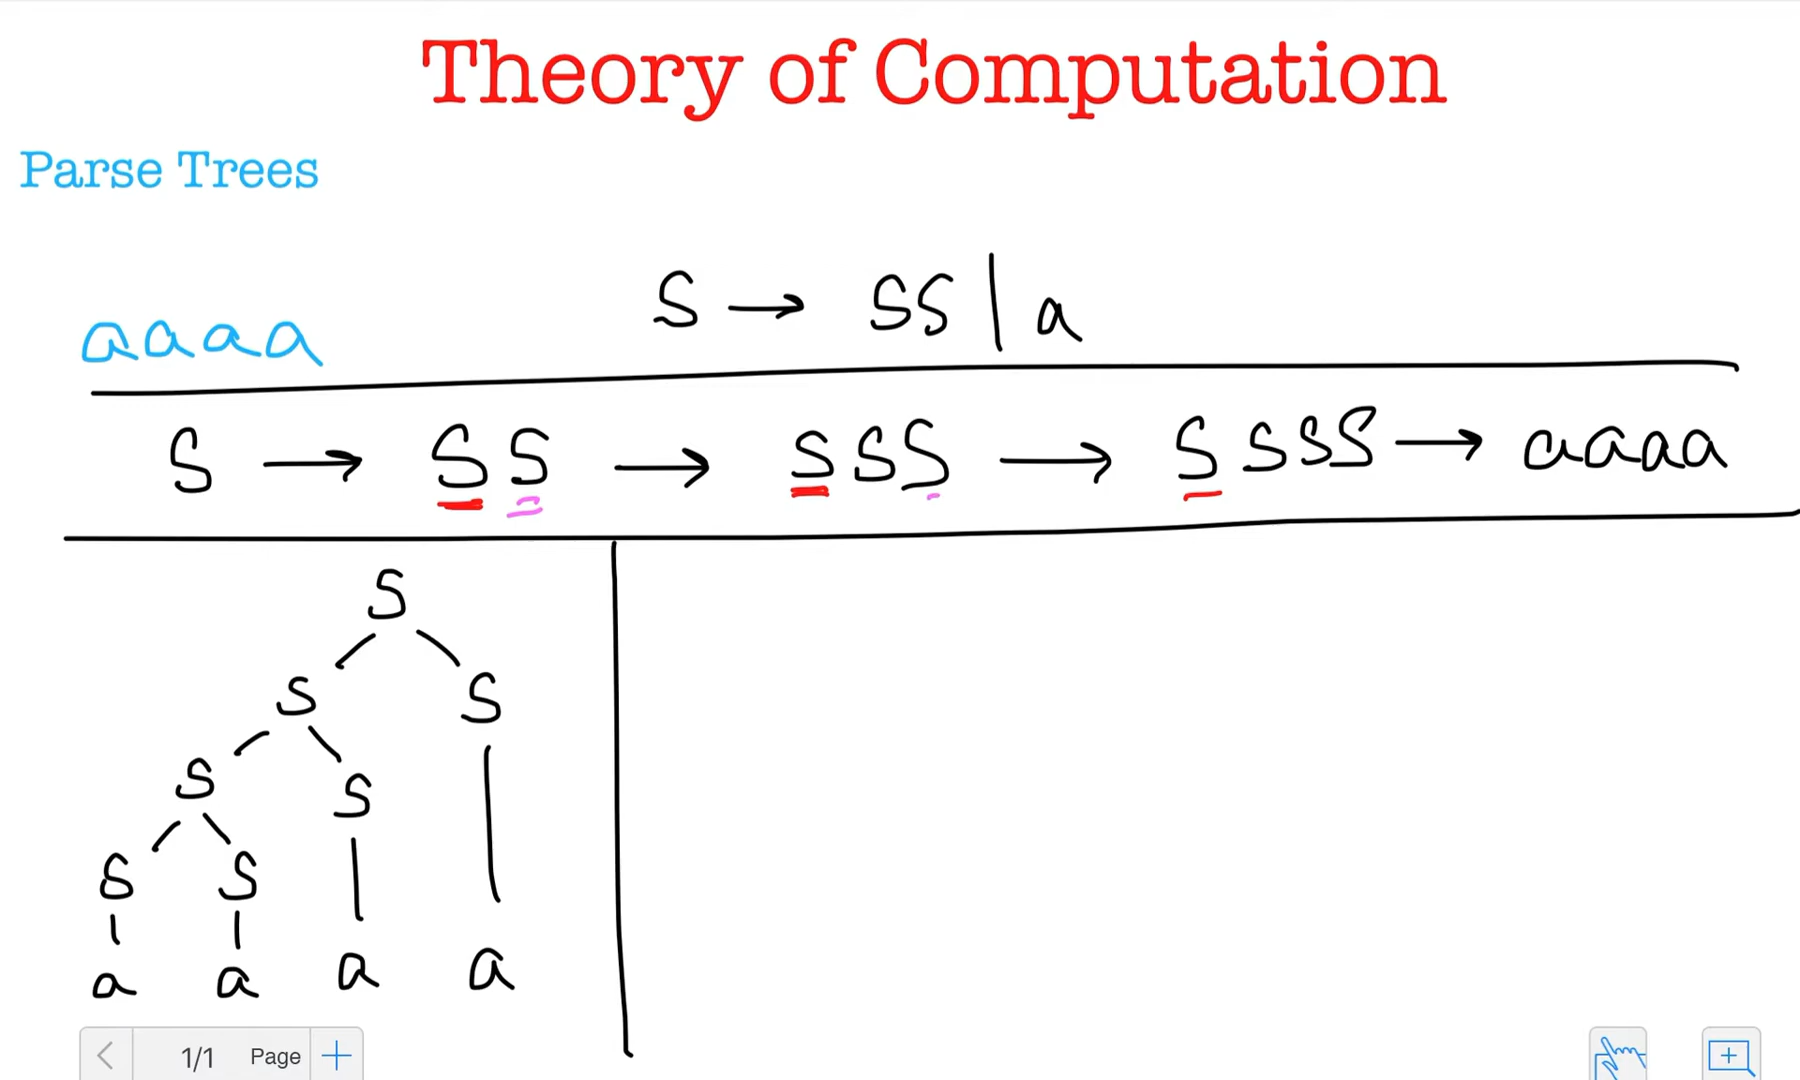 Theory of Computation
Parse Trees
S → SS | a
aaaa
S → SS → SSS → SSSS → aaaa
S
S S
S S
S S
a a a a
1/1 Page